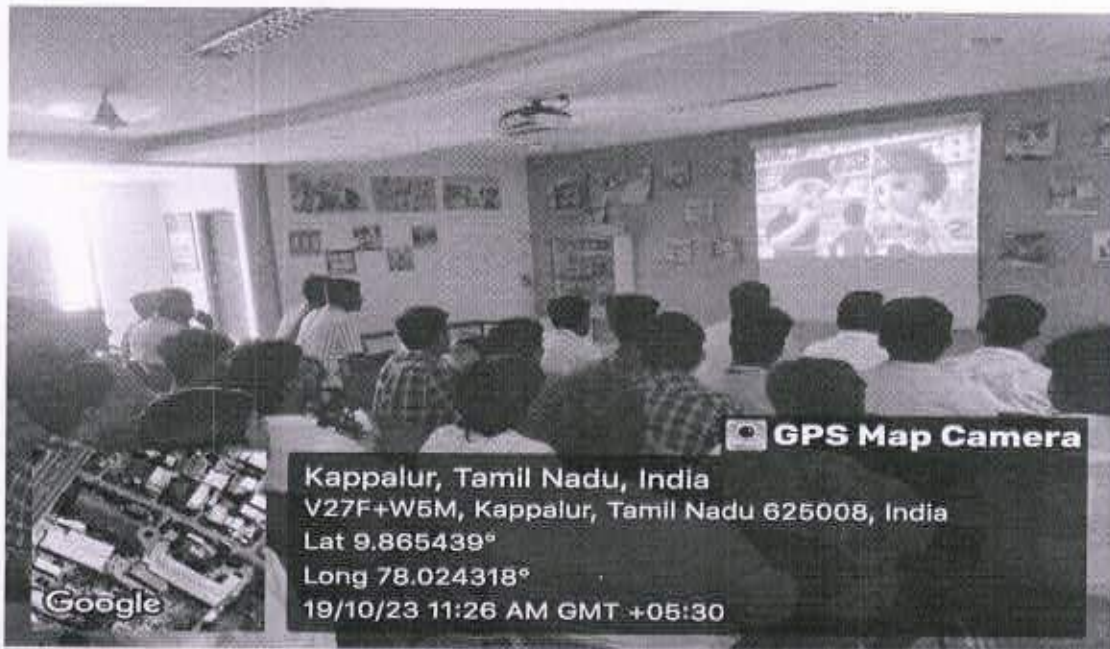 GPS Map Camera
Kappalur, Tamil Nadu, India
V27F+W5M, Kappalur, Tamil Nadu 625008, India
Lat 9.865439°
Long 78.024318°
19/10/23 11:26 AM GMT +05:30
Google